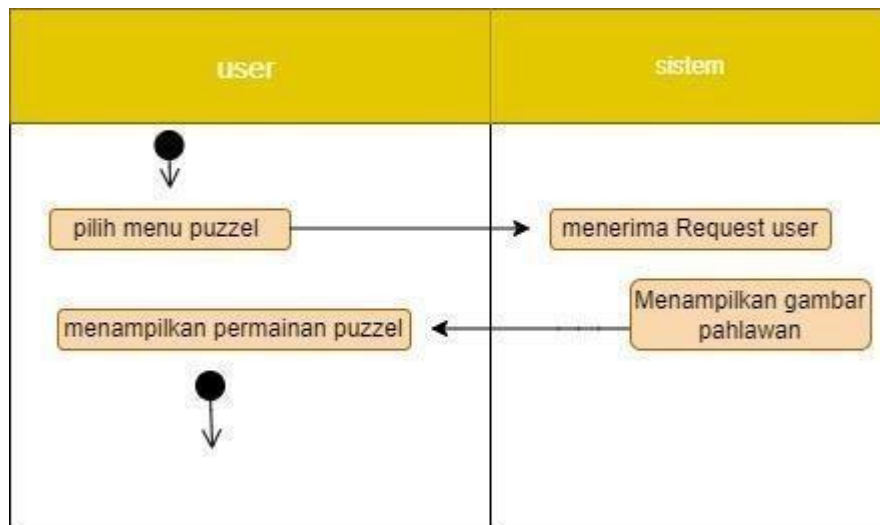 user
sistem
pilih menu puzzel
menerima Request user
Menampilkan gambar
pahlawan
menampilkan permainan puzzel